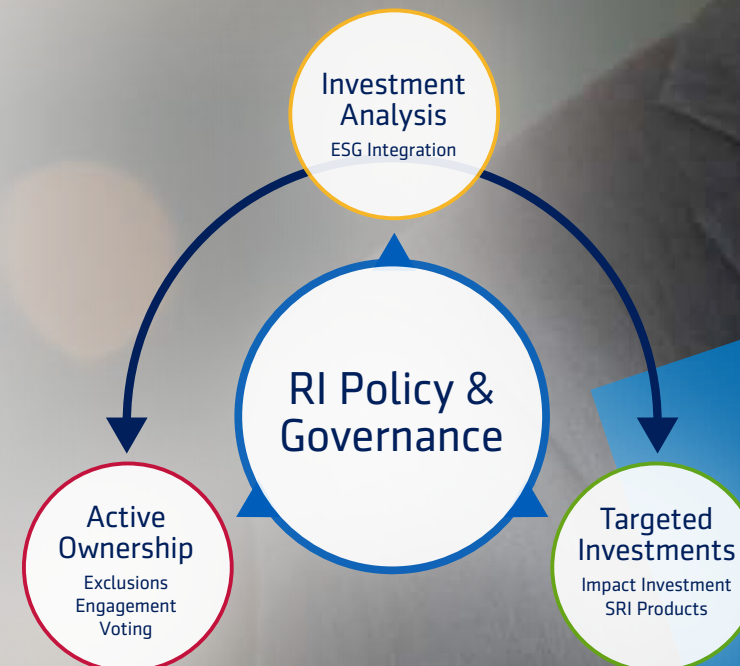 Investment
Analysis
ESG Integration
RI Policy &
Governance
Active
Ownership
Exclusions
Engagement
Voting
Targeted
Investments
Impact Investment
SRI Products